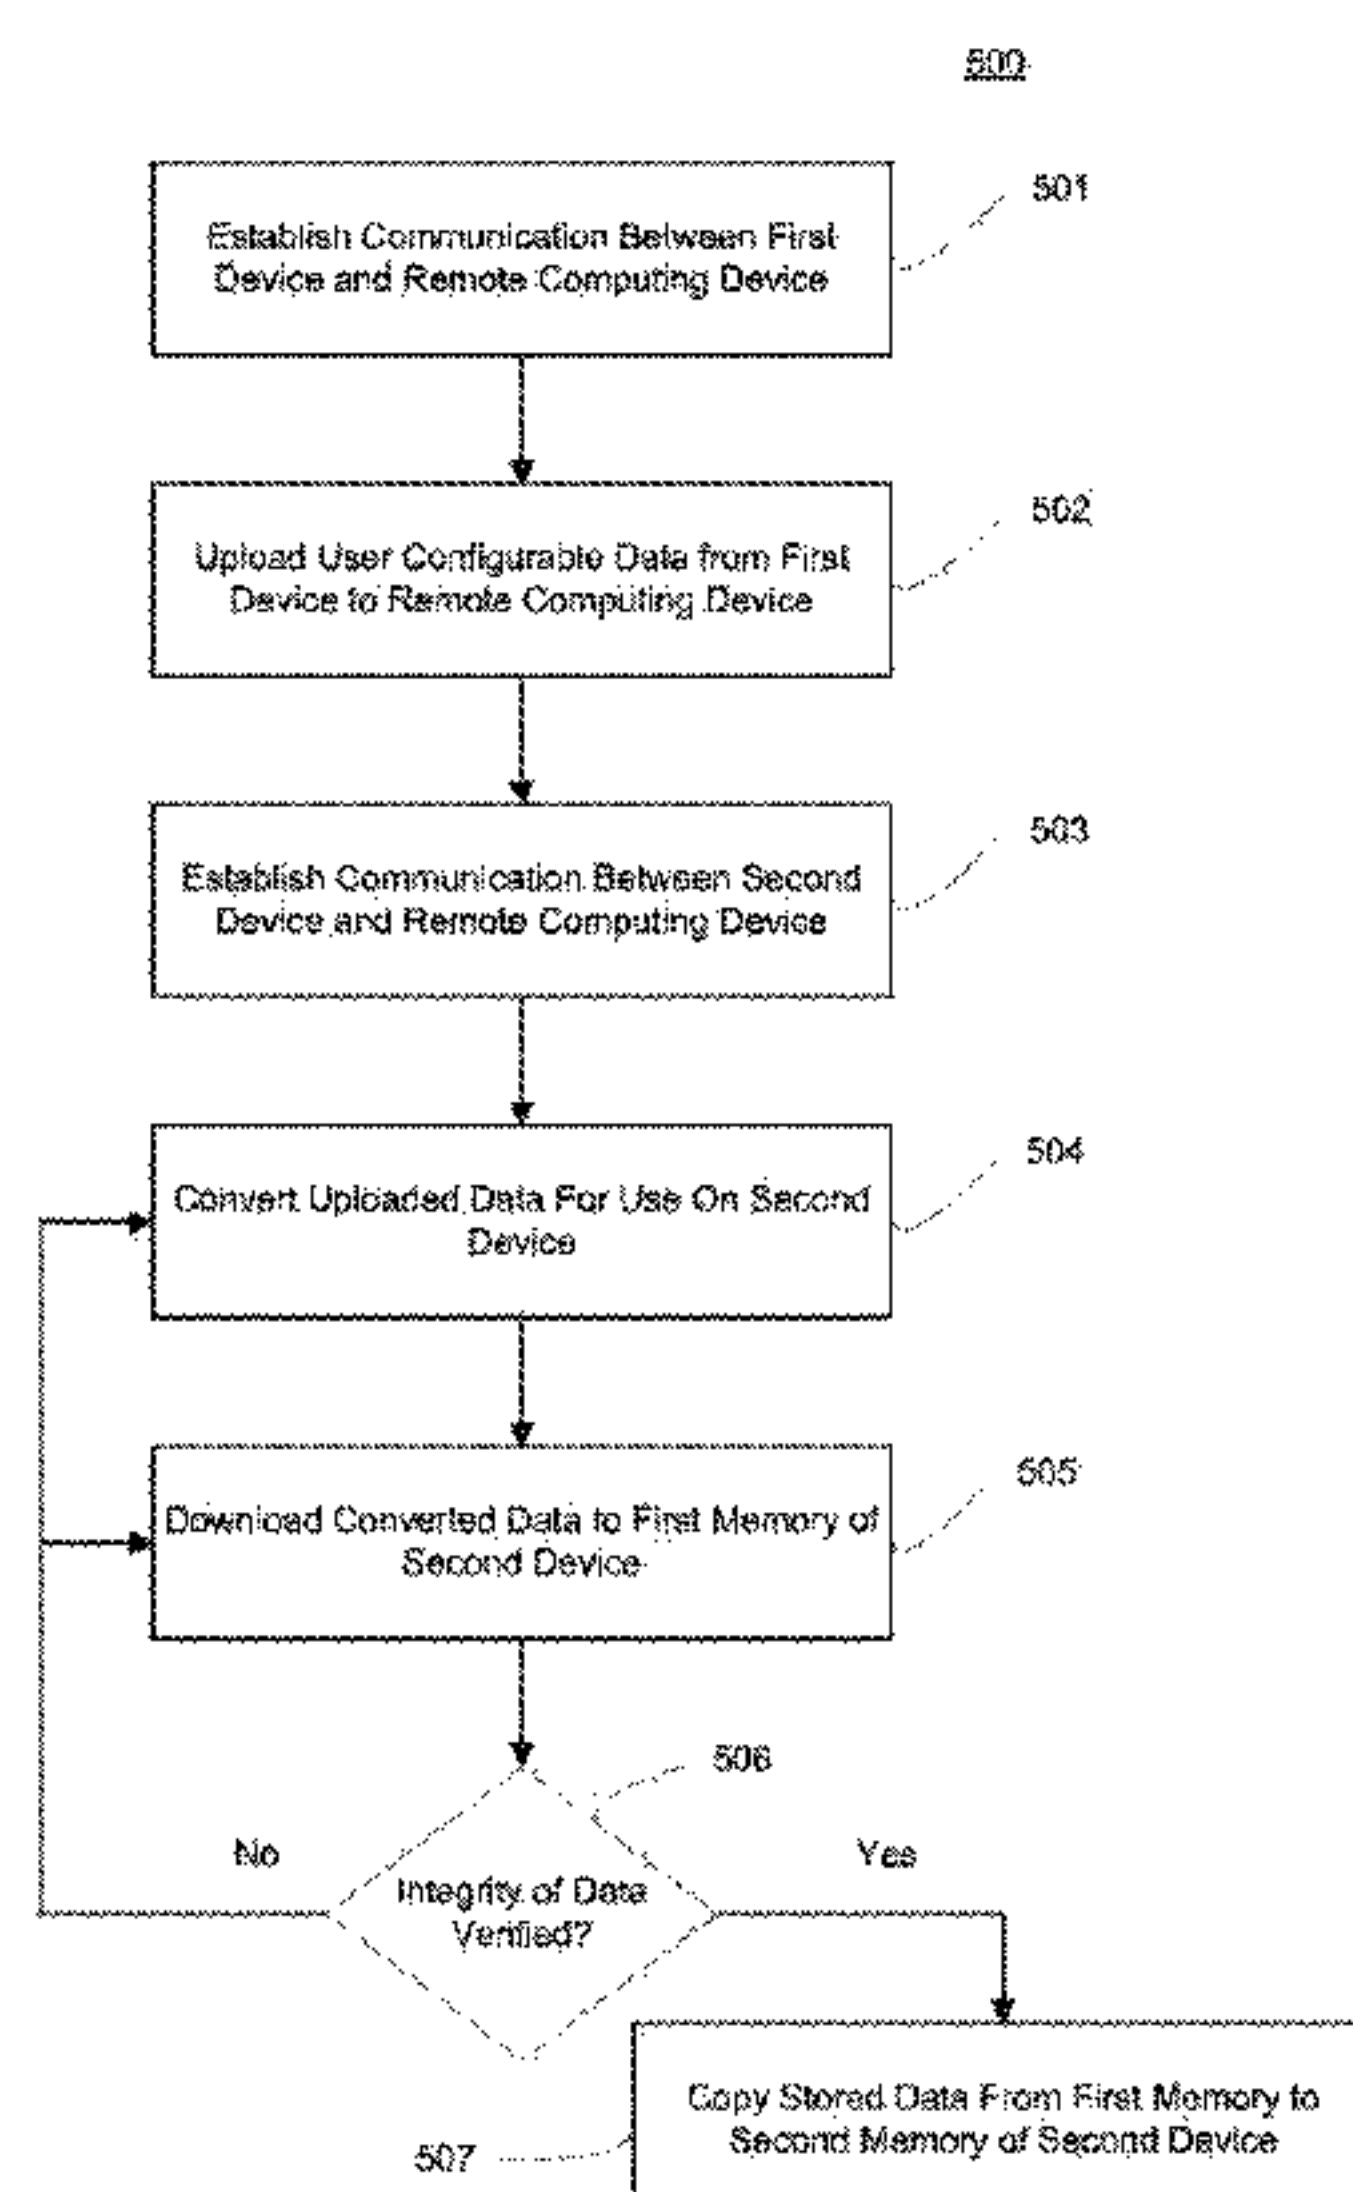 500
Establish Communication Between First
Device and Remote Computing Device
501
Upload User Configurable Data from First
Device to Remote Computing Device
502
Establish Communication Between Second
Device and Remote Computing Device
503
Convert Uploaded Data For Use On Second
Device
504
Download Converted Data to First Memory of
Second Device
505
506
No
Yes
Integrity of Data
Verified?
Copy Stored Data From First Memory to
Second Memory of Second Device
507